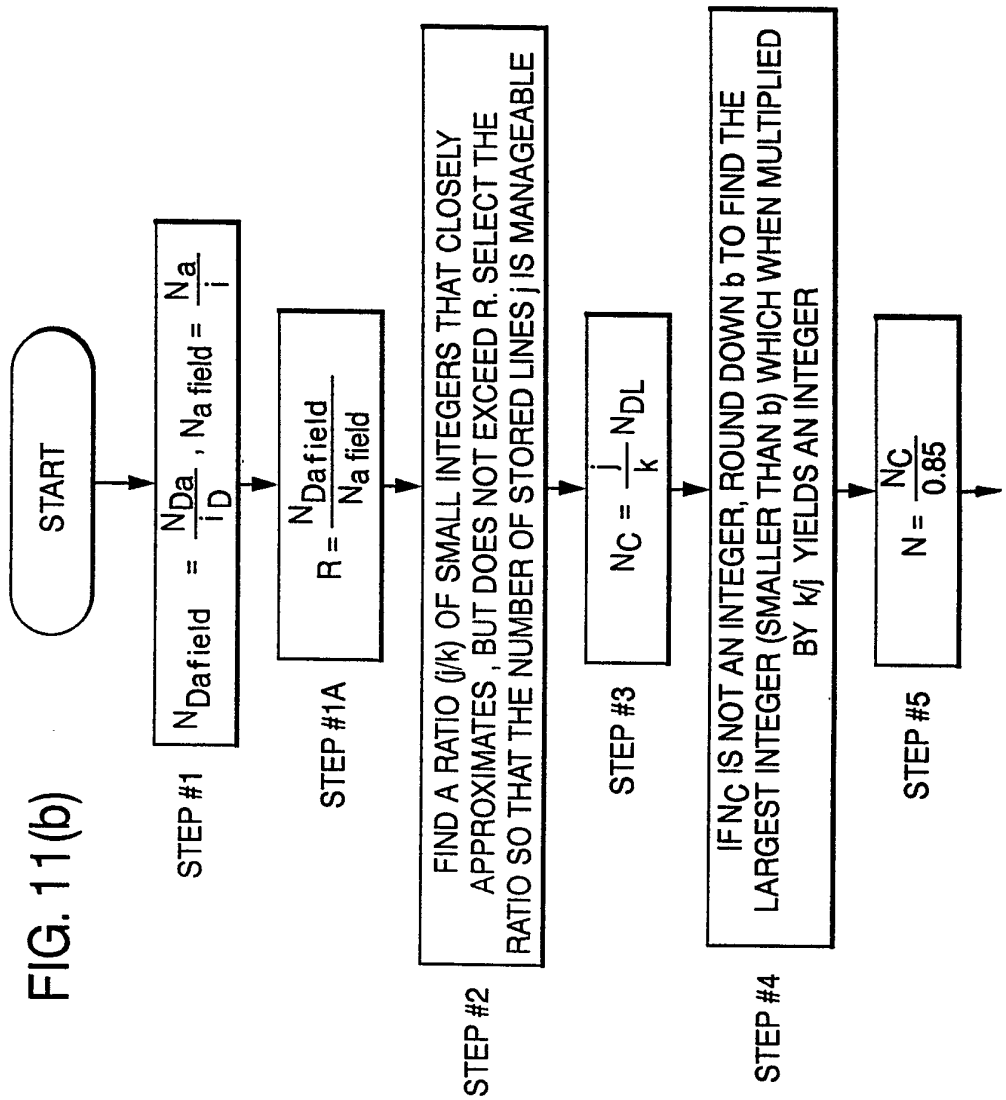 FIG. 11(b)
START
STEP #1
N_Dafield = N_Da / i_D , N_a field = N_a / i
STEP #1A
R = N_Dafield / N_a field
STEP #2
FIND A RATIO (j/k) OF SMALL INTEGERS THAT CLOSELY
APPROXIMATES , BUT DOES NOT EXCEED R. SELECT THE
RATIO SO THAT THE NUMBER OF STORED LINES j IS MANAGEABLE
STEP #3
N_C = j / k N_DL
STEP #4
IF N_C IS NOT AN INTEGER, ROUND DOWN b TO FIND THE
LARGEST INTEGER (SMALLER THAN b) WHICH WHEN MULTIPLIED
BY k/j YIELDS AN INTEGER
STEP #5
N = N_C / 0.85